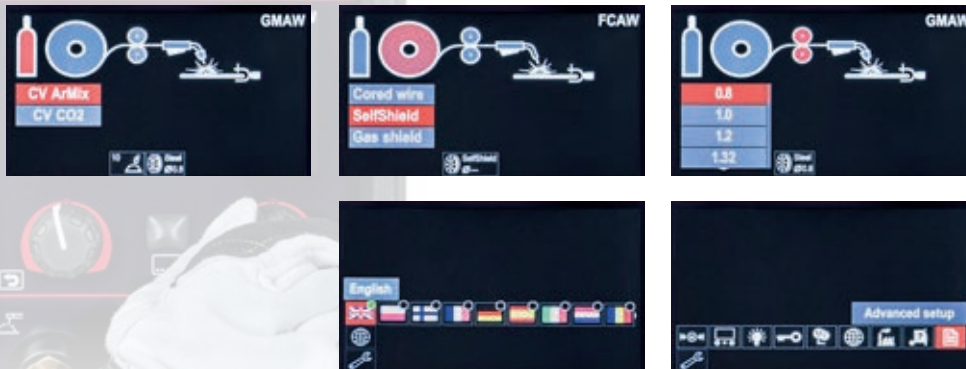 GMAW
CV ArMix
CV CO2
10
Steel
Ø0.8
FCAW
Cored wire
SelfShield
Gas shield
SelfShield
Ø---
GMAW
0.8
1.0
1.2
1.32
Steel
Ø0.8
English
Advanced setup